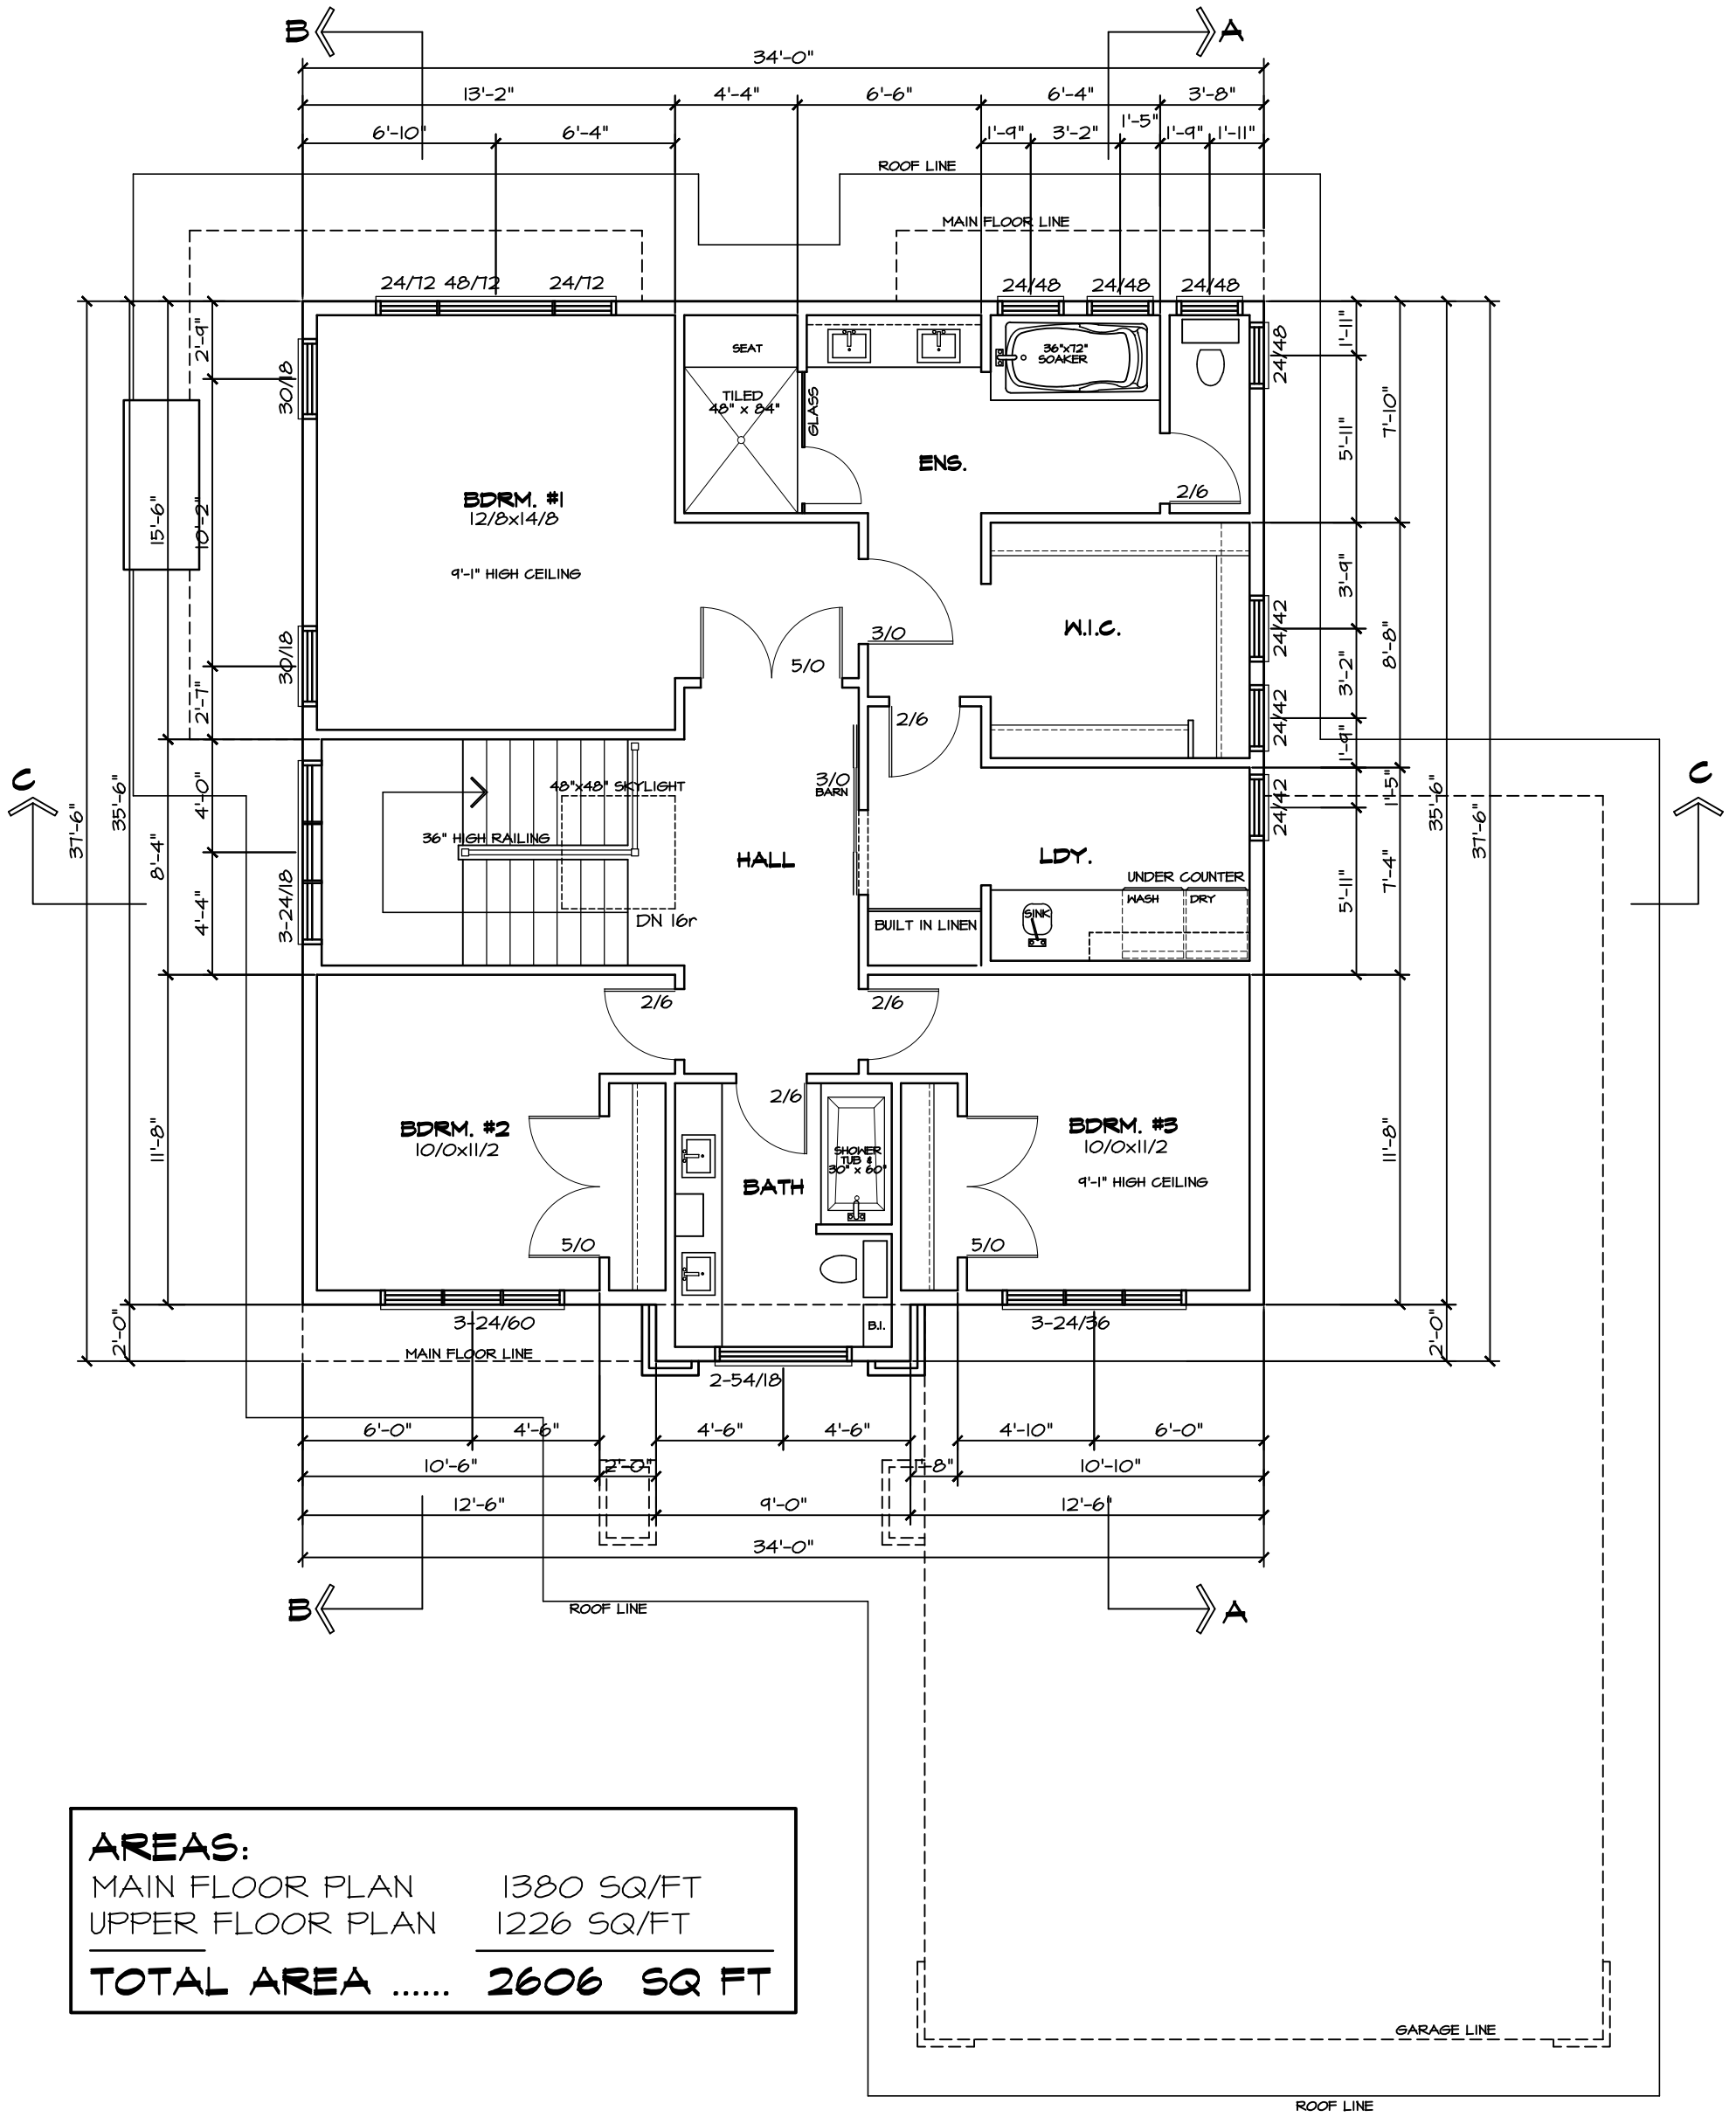 B
A
34'-0"
13'-2"
4'-4"
6'-6"
6'-4"
3'-8"
6'-10"
6'-4"
1'-9"
3'-2"
1'-5"
1'-9"
1'-11"
ROOF LINE
MAIN FLOOR LINE
24/72 48/72
24/72
24/48
24/48
24/48
2'-9"
30/18
15'-6"
10'-2"
30/18
2'-7"
SEAT
TILED
48" x 84"
GLASS
36"x72"
SOAKER
ENS.
2/6
24/48
1'-11"
5'-11"
7'-10"
BDRM. #1
12/8x14/8
9'-1" HIGH CEILING
5/0
3/0
W.I.C.
24/42
24/42
3'-9"
3'-2"
8'-8"
1'-9"
2/6
C
C
37'-6"
35'-6"
8'-4"
4'-0"
4'-4"
3-24/18
48"x48" SKYLIGHT
36" HIGH RAILING
3/0
BARN
HALL
DN 16r
LDY.
24/42
UNDER COUNTER
WASH
DRY
SINK
BUILT IN LINEN
1'-5"
5'-11"
7'-4"
35'-6"
37'-6"
2/6
2/6
2/6
11'-8"
BDRM. #2
10/0x11/2
5/0
SHOWER
TUB &
30" x 60"
BATH
B.I.
BDRM. #3
10/0x11/2
9'-1" HIGH CEILING
5/0
11'-8"
2'-0"
3-24/60
MAIN FLOOR LINE
2-54/18
3-24/36
2'-0"
6'-0"
4'-6"
4'-6"
4'-6"
4'-10"
6'-0"
10'-6"
2'-0"
1'-8"
10'-10"
12'-6"
9'-0"
12'-6"
34'-0"
B
ROOF LINE
A
AREAS:
MAIN FLOOR PLAN 1380 SQ/FT
UPPER FLOOR PLAN 1226 SQ/FT
TOTAL AREA ...... 2606 SQ FT
GARAGE LINE
ROOF LINE